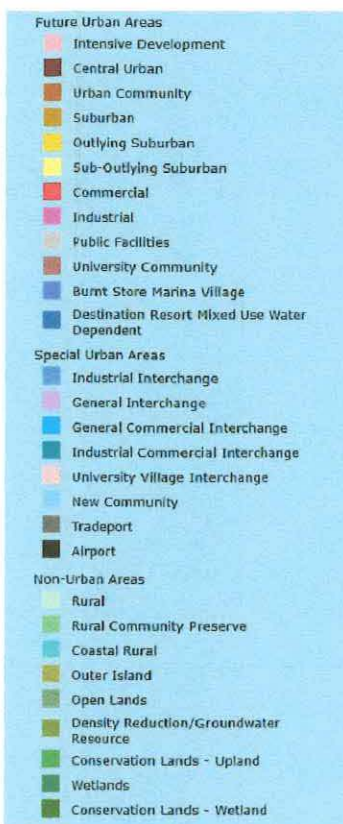 Future Urban Areas
Intensive Development
Central Urban
Urban Community
Suburban
Outlying Suburban
Sub-Outlying Suburban
Commercial
Industrial
Public Facilities
University Community
Burnt Store Marina Village
Destination Resort Mixed Use Water
Dependent
Special Urban Areas
Industrial Interchange
General Interchange
General Commercial Interchange
Industrial Commercial Interchange
University Village Interchange
New Community
Tradeport
Airport
Non-Urban Areas
Rural
Rural Community Preserve
Coastal Rural
Outer Island
Open Lands
Density Reduction/Groundwater
Resource
Conservation Lands - Upland
Wetlands
Conservation Lands - Wetland